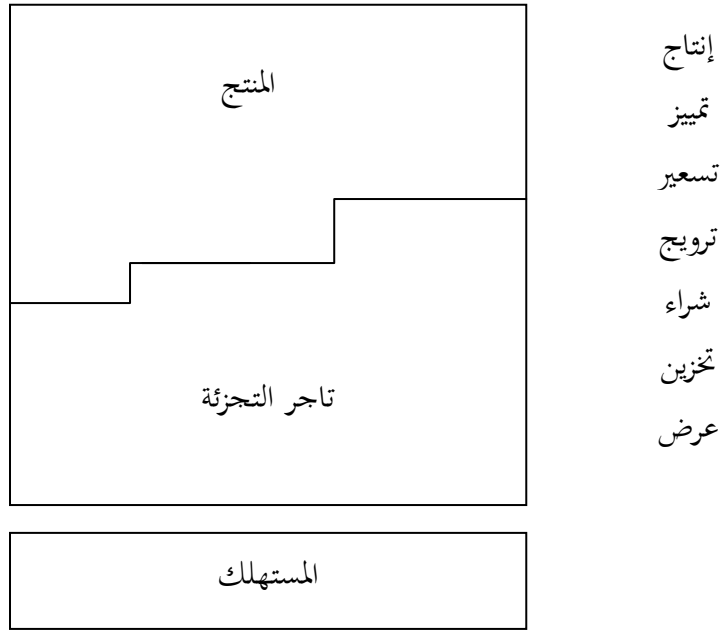 إنتاج
المنتج
تمييز
تسعير
ترويج
شراء
تخزين
تاجر التجزئة
عرض
المستهلك